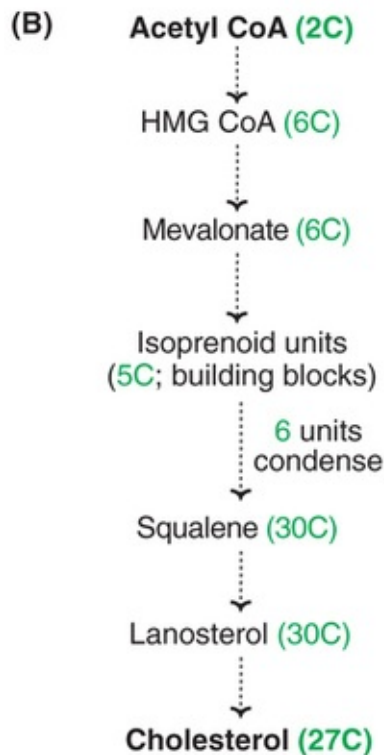 (B)
Acetyl CoA (2C)
HMG CoA (6C)
Mevalonate (6C)
Isoprenoid units
(5C; building blocks)
6 units
condense
Squalene (30C)
Lanosterol (30C)
Cholesterol (27C)